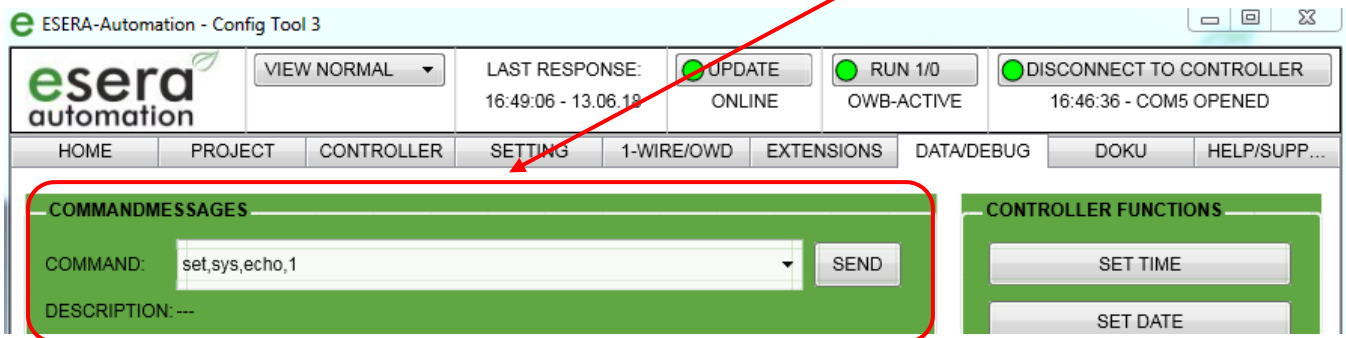 ESERA-Automation - Config Tool 3
esera
automation
VIEW NORMAL
LAST RESPONSE:
16:49:06 - 13.06.18
UPDATE
ONLINE
RUN 1/0
OWB-ACTIVE
DISCONNECT TO CONTROLLER
16:46:36 - COM5 OPENED
HOME PROJECT CONTROLLER SETTING 1-WIRE/OWD EXTENSIONS DATA/DEBUG DOKU HELP/SUPP...
COMMANDMESSAGES
COMMAND: set,sys,echo,1 SEND
DESCRIPTION: ---
CONTROLLER FUNCTIONS
SET TIME
SET DATE